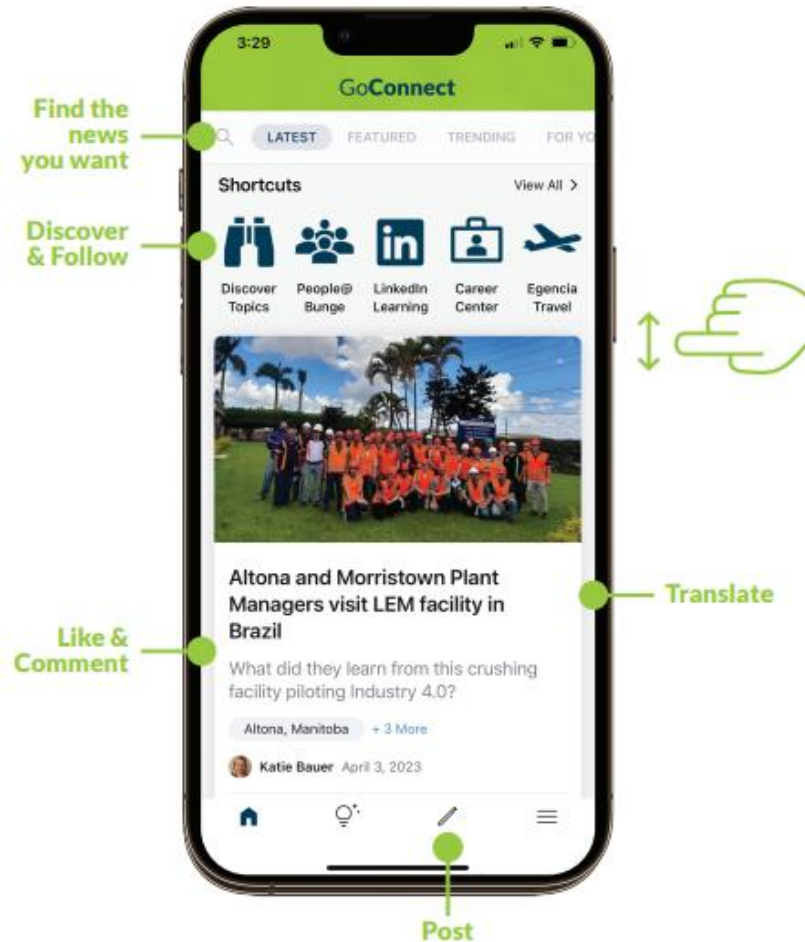 3:29
GoConnect
Find the
news
you want
LATEST FEATURED TRENDING FOR YO
Shortcuts View All >
Discover
& Follow
Discover
Topics
People@
Bunge
LinkedIn
Learning
Career
Center
Egencia
Travel
Altona and Morristown Plant
Managers visit LEM facility in
Brazil
Translate
Like &
Comment
What did they learn from this crushing
facility piloting Industry 4.0?
Altona, Manitoba + 3 More
Katie Bauer April 3, 2023
Post